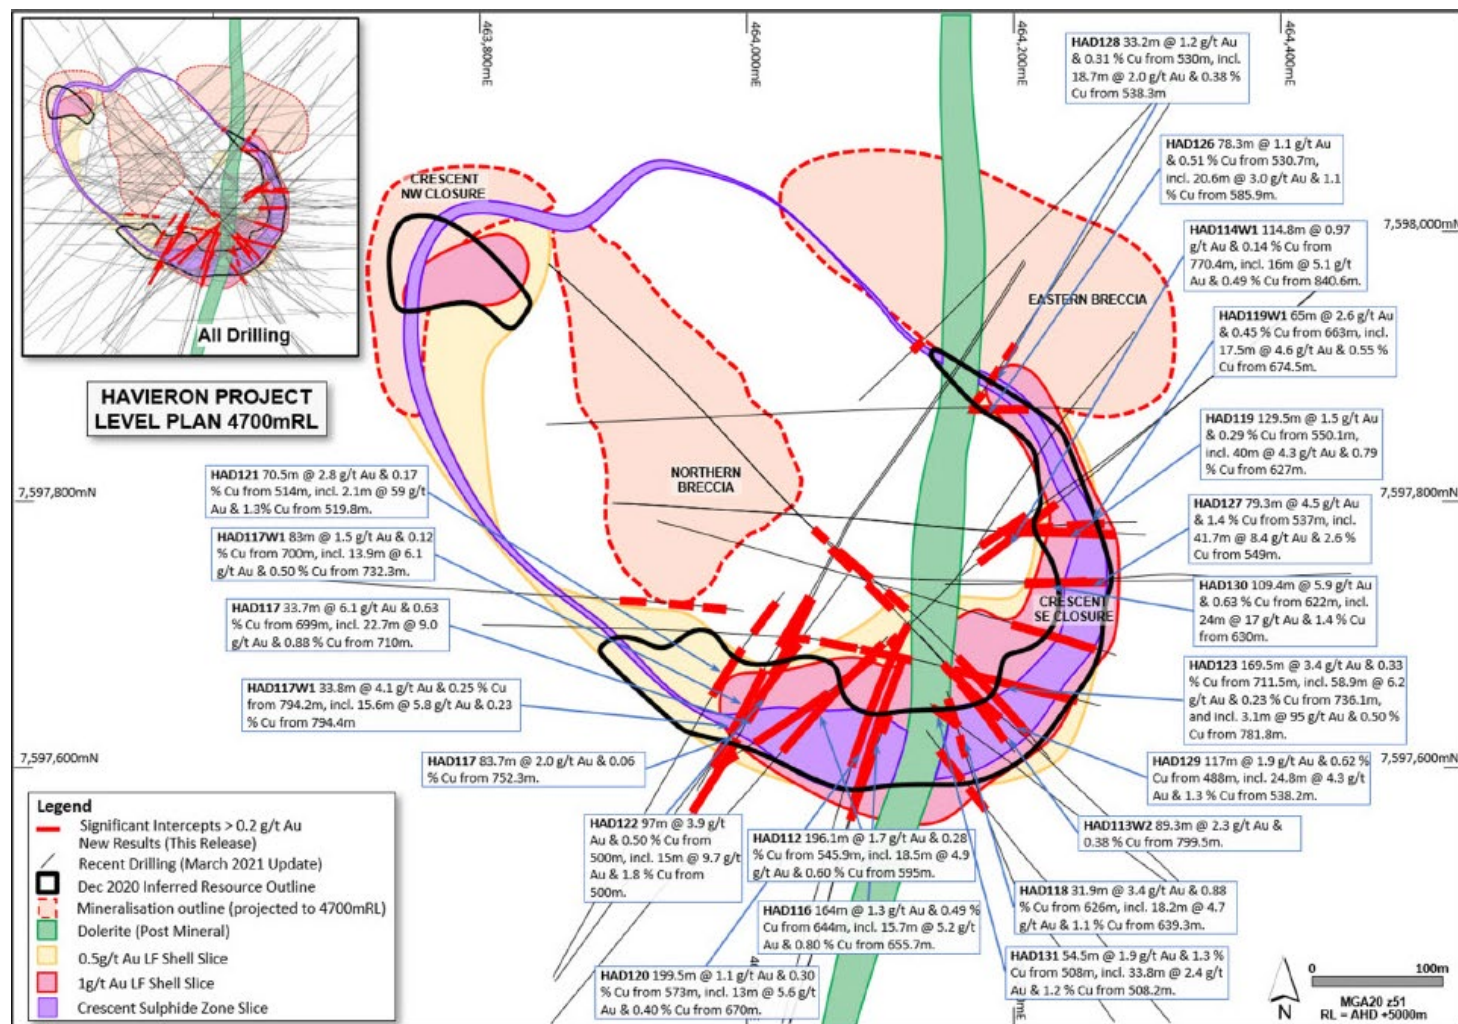 463,800mE
464,000mE
464,200mE
464,400mE
All Drilling
HAVIERON PROJECT
LEVEL PLAN 4700mRL
CRESCENT
NW CLOSURE
NORTHERN
BRECCIA
EASTERN BRECCIA
CRESCENT
SE CLOSURE
7,598,000mN
7,597,800mN
7,597,800mN
7,597,600mN
7,597,600mN
HAD128 33.2m @ 1.2 g/t Au
& 0.31 % Cu from 530m, incl.
18.7m @ 2.0 g/t Au & 0.38 %
Cu from 538.3m
HAD126 78.3m @ 1.1 g/t Au
& 0.51 % Cu from 530.7m,
incl. 20.6m @ 3.0 g/t Au & 1.1
% Cu from 585.9m.
HAD114W1 114.8m @ 0.97
g/t Au & 0.14 % Cu from
770.4m, incl. 16m @ 5.1 g/t
Au & 0.49 % Cu from 840.6m.
HAD119W1 65m @ 2.6 g/t Au
& 0.45 % Cu from 663m, incl.
17.5m @ 4.6 g/t Au & 0.55 %
Cu from 674.5m.
HAD119 129.5m @ 1.5 g/t Au
& 0.29 % Cu from 550.1m,
incl. 40m @ 4.3 g/t Au & 0.79
% Cu from 627m.
HAD127 79.3m @ 4.5 g/t Au
& 1.4 % Cu from 537m, incl.
41.7m @ 8.4 g/t Au & 2.6 %
Cu from 549m.
HAD130 109.4m @ 5.9 g/t Au
& 0.63 % Cu from 622m, incl.
24m @ 17 g/t Au & 1.4 % Cu
from 630m.
HAD123 169.5m @ 3.4 g/t Au & 0.33
% Cu from 711.5m, incl. 58.9m @ 6.2
g/t Au & 0.23 % Cu from 736.1m,
and incl. 3.1m @ 95 g/t Au & 0.50 %
Cu from 781.8m.
HAD129 117m @ 1.9 g/t Au & 0.62 %
Cu from 488m, incl. 24.8m @ 4.3 g/t
Au & 1.3 % Cu from 538.2m.
HAD113W2 89.3m @ 2.3 g/t Au &
0.38 % Cu from 799.5m.
HAD118 31.9m @ 3.4 g/t Au & 0.88
% Cu from 626m, incl. 18.2m @ 4.7
g/t Au & 1.1 % Cu from 639.3m.
HAD131 54.5m @ 1.9 g/t Au & 1.3 %
Cu from 508m, incl. 33.8m @ 2.4 g/t
Au & 1.2 % Cu from 508.2m.
HAD121 70.5m @ 2.8 g/t Au & 0.17
% Cu from 514m, incl. 2.1m @ 59 g/t
Au & 1.3% Cu from 519.8m.
HAD117W1 83m @ 1.5 g/t Au & 0.12
% Cu from 700m, incl. 13.9m @ 6.1
g/t Au & 0.50 % Cu from 732.3m.
HAD117 33.7m @ 6.1 g/t Au & 0.63
% Cu from 699m, incl. 22.7m @ 9.0
g/t Au & 0.88 % Cu from 710m.
HAD117W1 33.8m @ 4.1 g/t Au & 0.25 % Cu
from 794.2m, incl. 15.6m @ 5.8 g/t Au & 0.23
% Cu from 794.4m
HAD117 83.7m @ 2.0 g/t Au & 0.06
% Cu from 752.3m.
HAD122 97m @ 3.9 g/t
Au & 0.50 % Cu from
500m, incl. 15m @ 9.7 g/t
Au & 1.8 % Cu from
500m.
HAD112 196.1m @ 1.7 g/t Au & 0.28
% Cu from 545.9m, incl. 18.5m @ 4.9
g/t Au & 0.60 % Cu from 595m.
HAD116 164m @ 1.3 g/t Au & 0.49 %
Cu from 644m, incl. 15.7m @ 5.2 g/t
Au & 0.80 % Cu from 655.7m.
HAD120 199.5m @ 1.1 g/t Au & 0.30
% Cu from 573m, incl. 13m @ 5.6 g/t
Au & 0.40 % Cu from 670m.
Legend
Significant Intercepts > 0.2 g/t Au
New Results (This Release)
Recent Drilling (March 2021 Update)
Dec 2020 Inferred Resource Outline
Mineralisation outline (projected to 4700mRL)
Dolerite (Post Mineral)
0.5g/t Au LF Shell Slice
1g/t Au LF Shell Slice
Crescent Sulphide Zone Slice
N
0 100m
MGA20 z51
RL = AHD +5000m